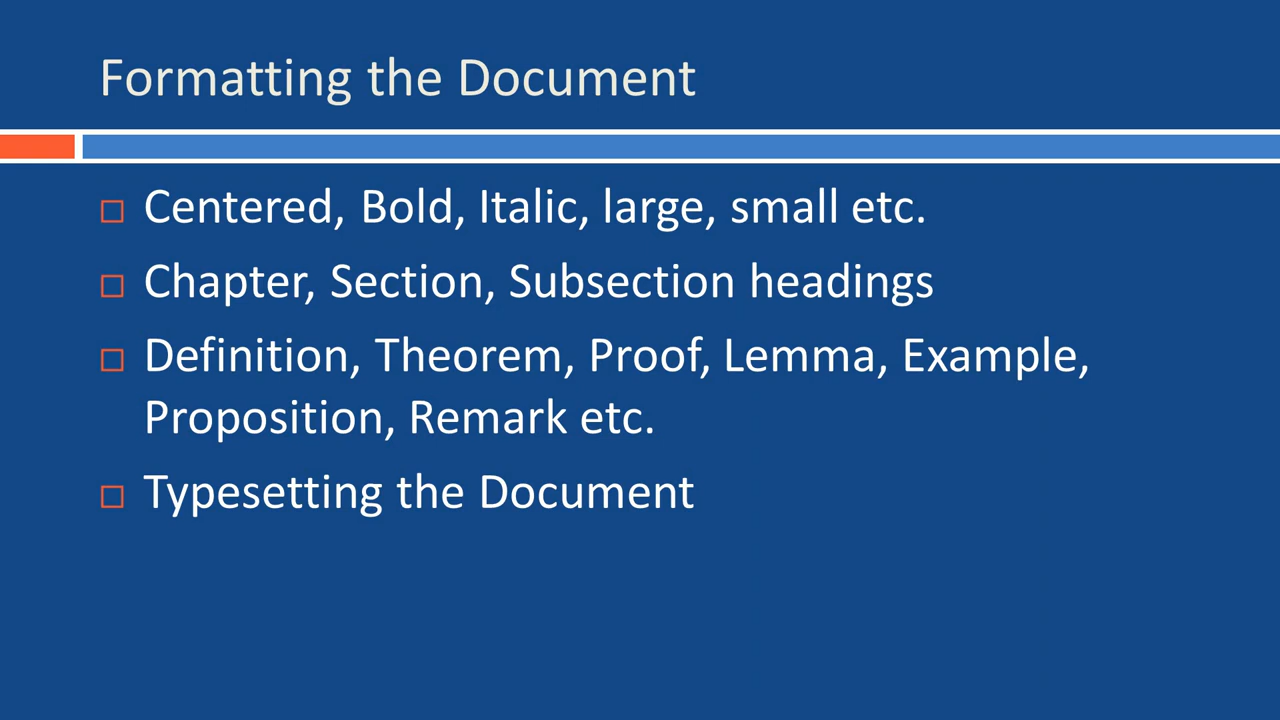 Formatting the Document
Centered, Bold, Italic, large, small etc.
Chapter, Section, Subsection headings
Definition, Theorem, Proof, Lemma, Example,
Proposition, Remark etc.
Typesetting the Document